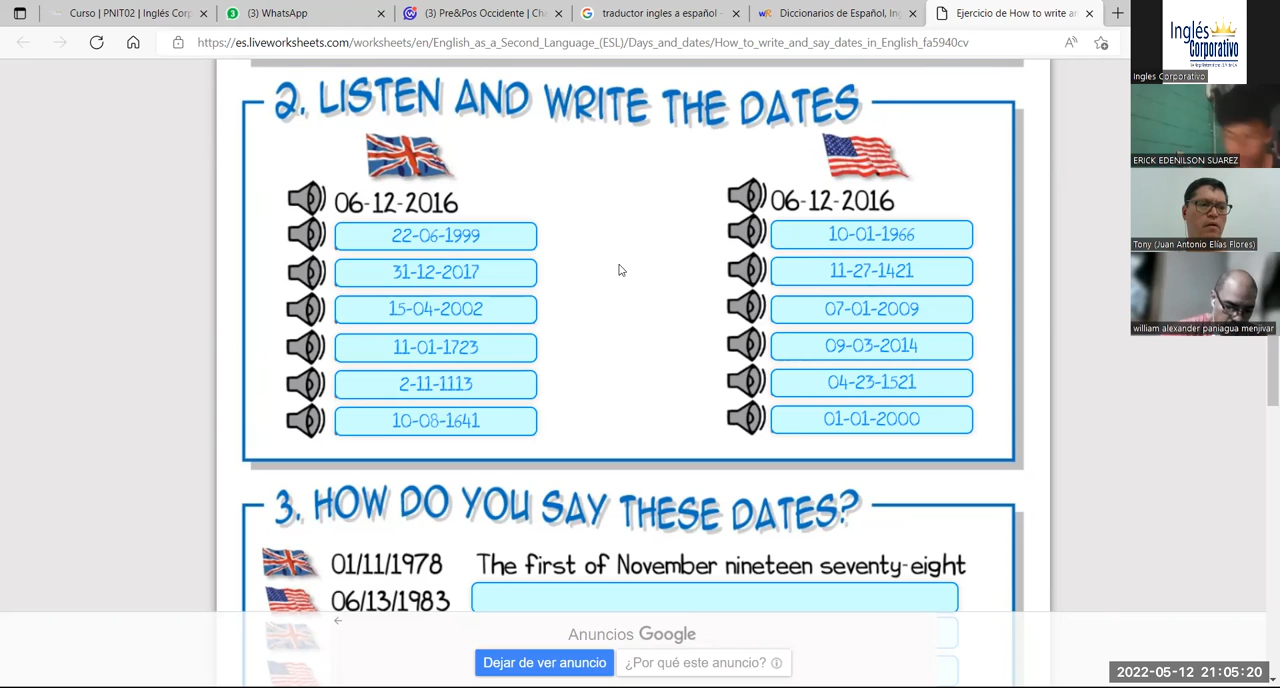 Curso | PNIT02 | Inglés Corp
(3) WhatsApp
(3) Pre&Pos Occidente | Ch
traductor ingles a español -
Diccionarios de Español, In
Ejercicio de How to write ar
https://es.liveworksheets.com/worksheets/en/English_as_a_Second_Language_(ESL)/Days_and_dates/How_to_write_and_say_dates_in_English_fa5940cv
Inglés
Corporativo
Ingles Corporativo
ERICK EDENILSON SUAREZ
Tony (Juan Antonio Elías Flores)
william alexander paniagua menjivar
2. LISTEN AND WRITE THE DATES
06-12-2016 06-12-2016
22-06-1999 10-01-1966
31-12-2017 11-27-1421
15-04-2002 07-01-2009
11-01-1723 09-03-2014
2-11-1113 04-23-1521
10-08-1641 01-01-2000
3. HOW DO YOU SAY THESE DATES?
01/11/1978 The first of November nineteen seventy-eight
06/13/1983
Anuncios Google
Dejar de ver anuncio ¿Por qué este anuncio?
2022-05-12 21:05:20